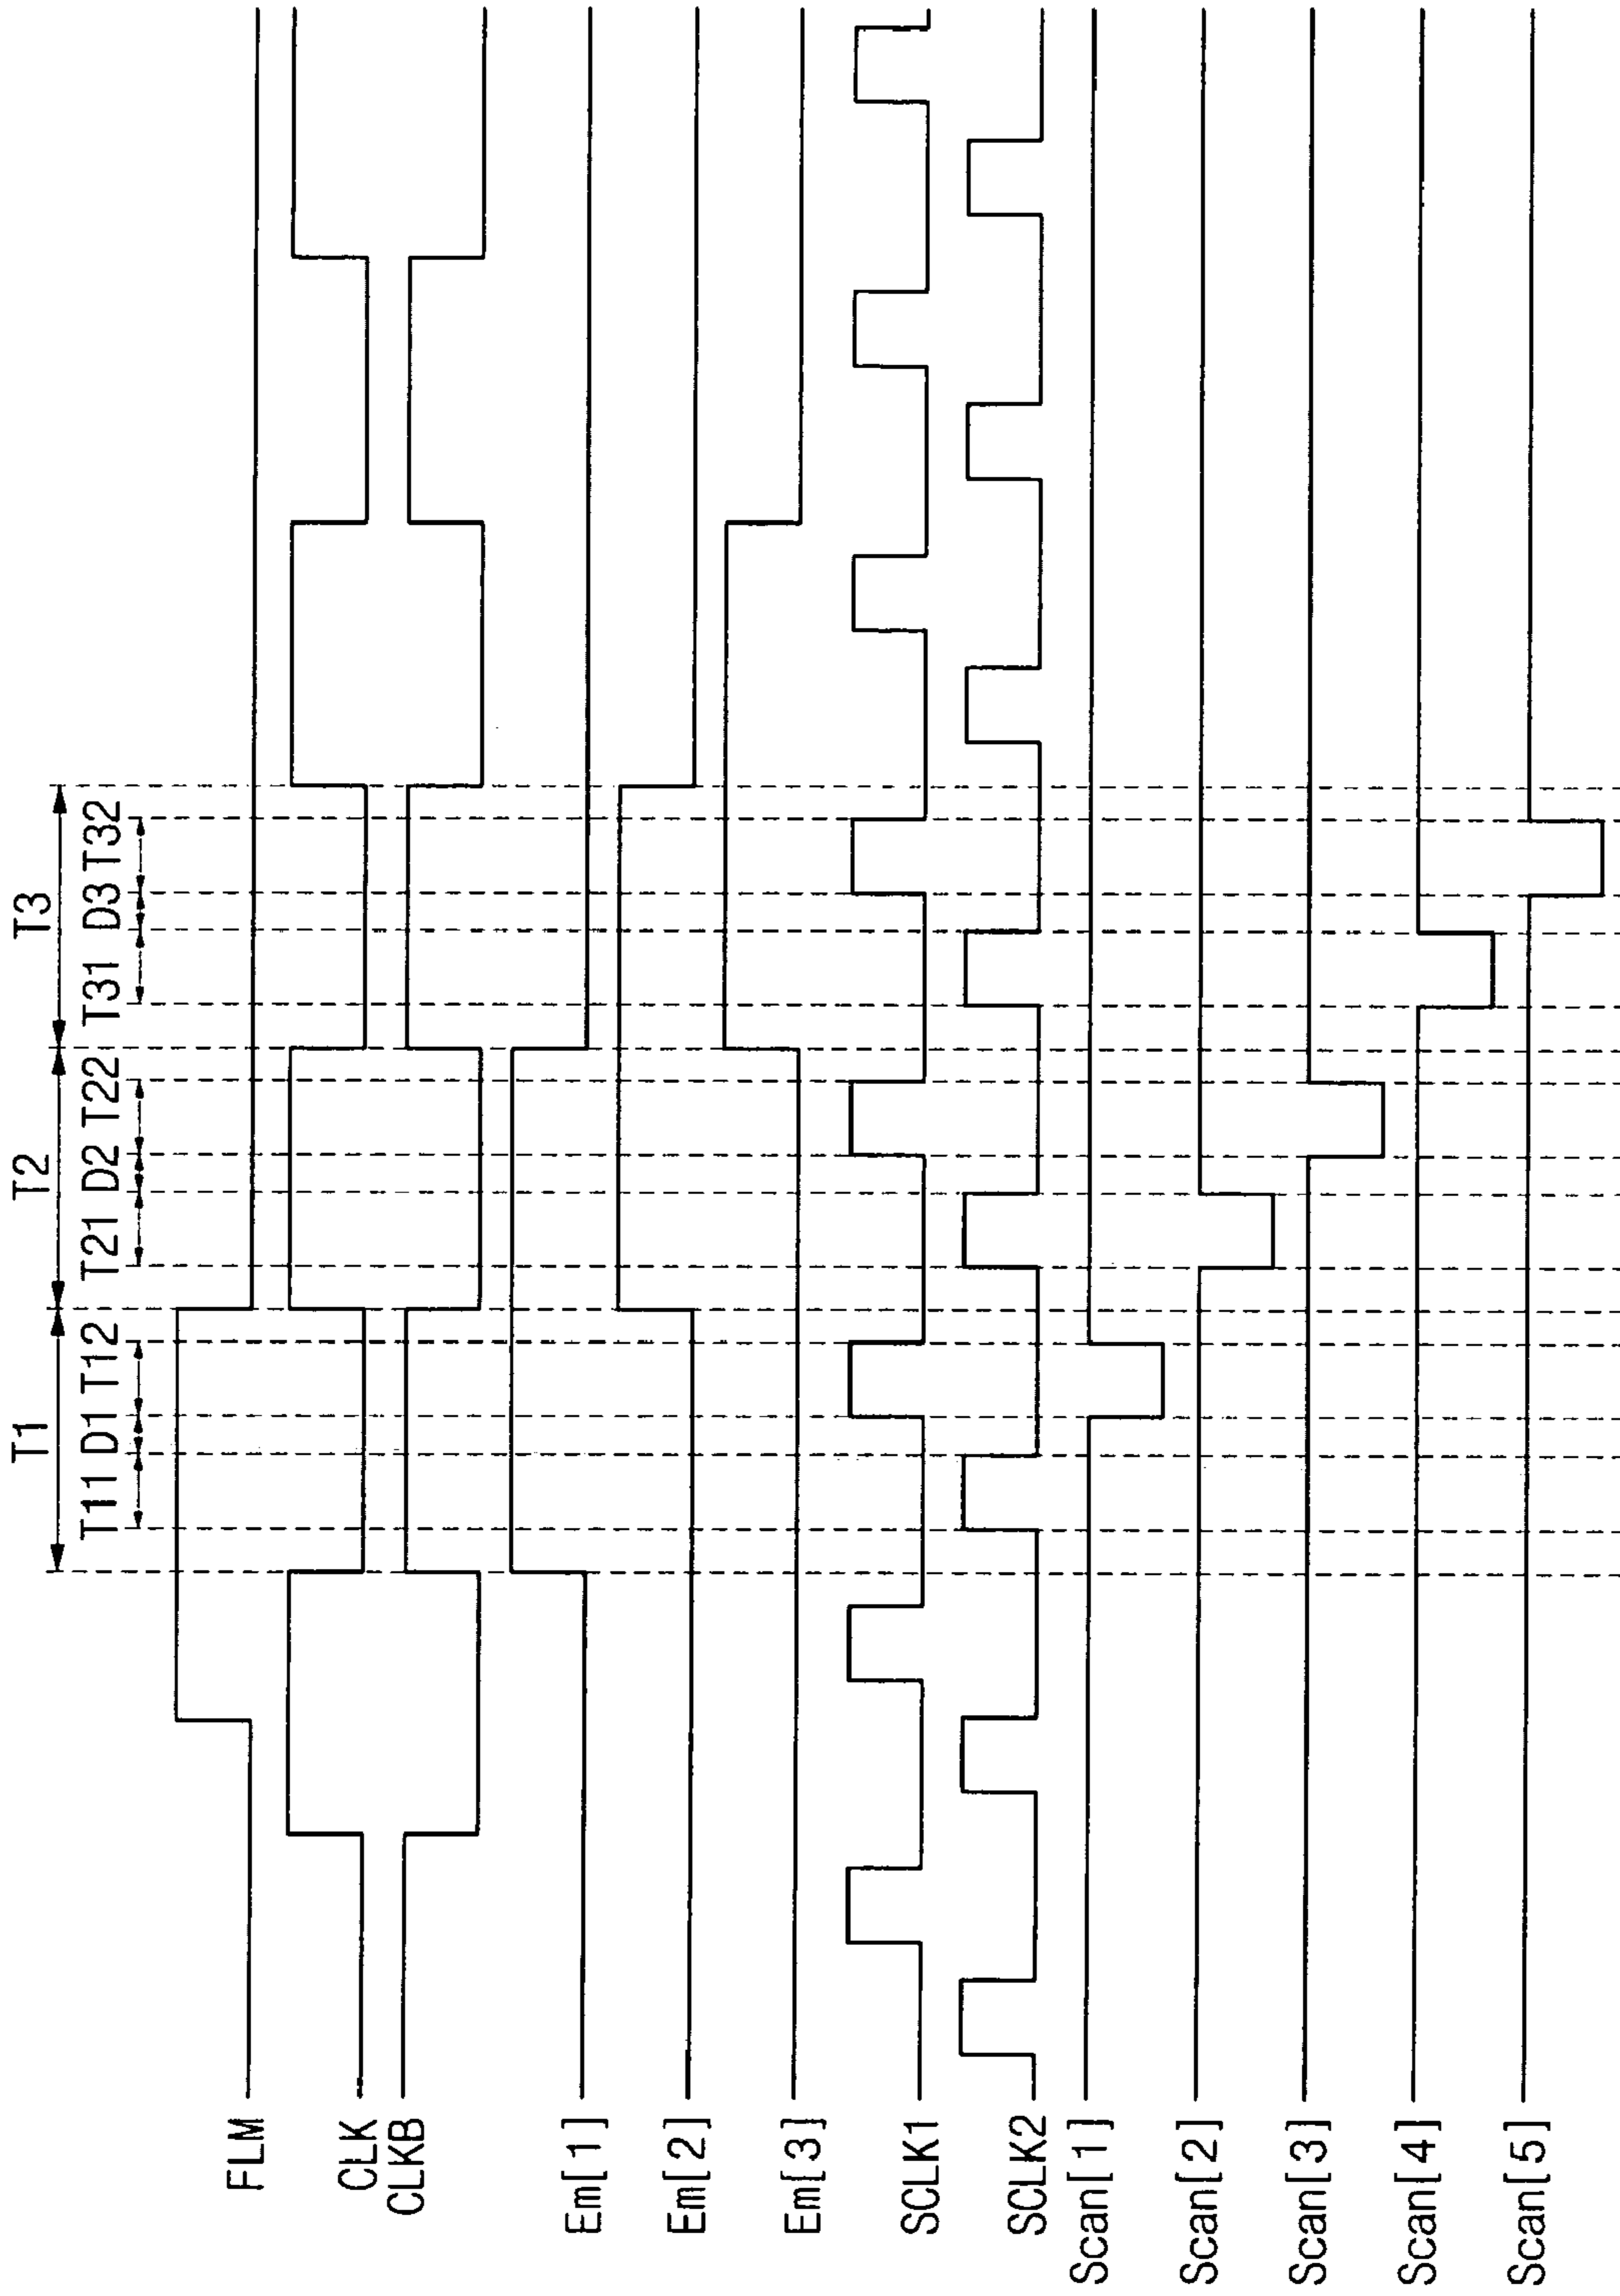 T1 T2 T3
T11 D1 T12 T21 D2 T22 T31 D3 T32
FLM
CLK
CLKB
Em[1]
Em[2]
Em[3]
SCLK1
SCLK2
Scan[1]
Scan[2]
Scan[3]
Scan[4]
Scan[5]